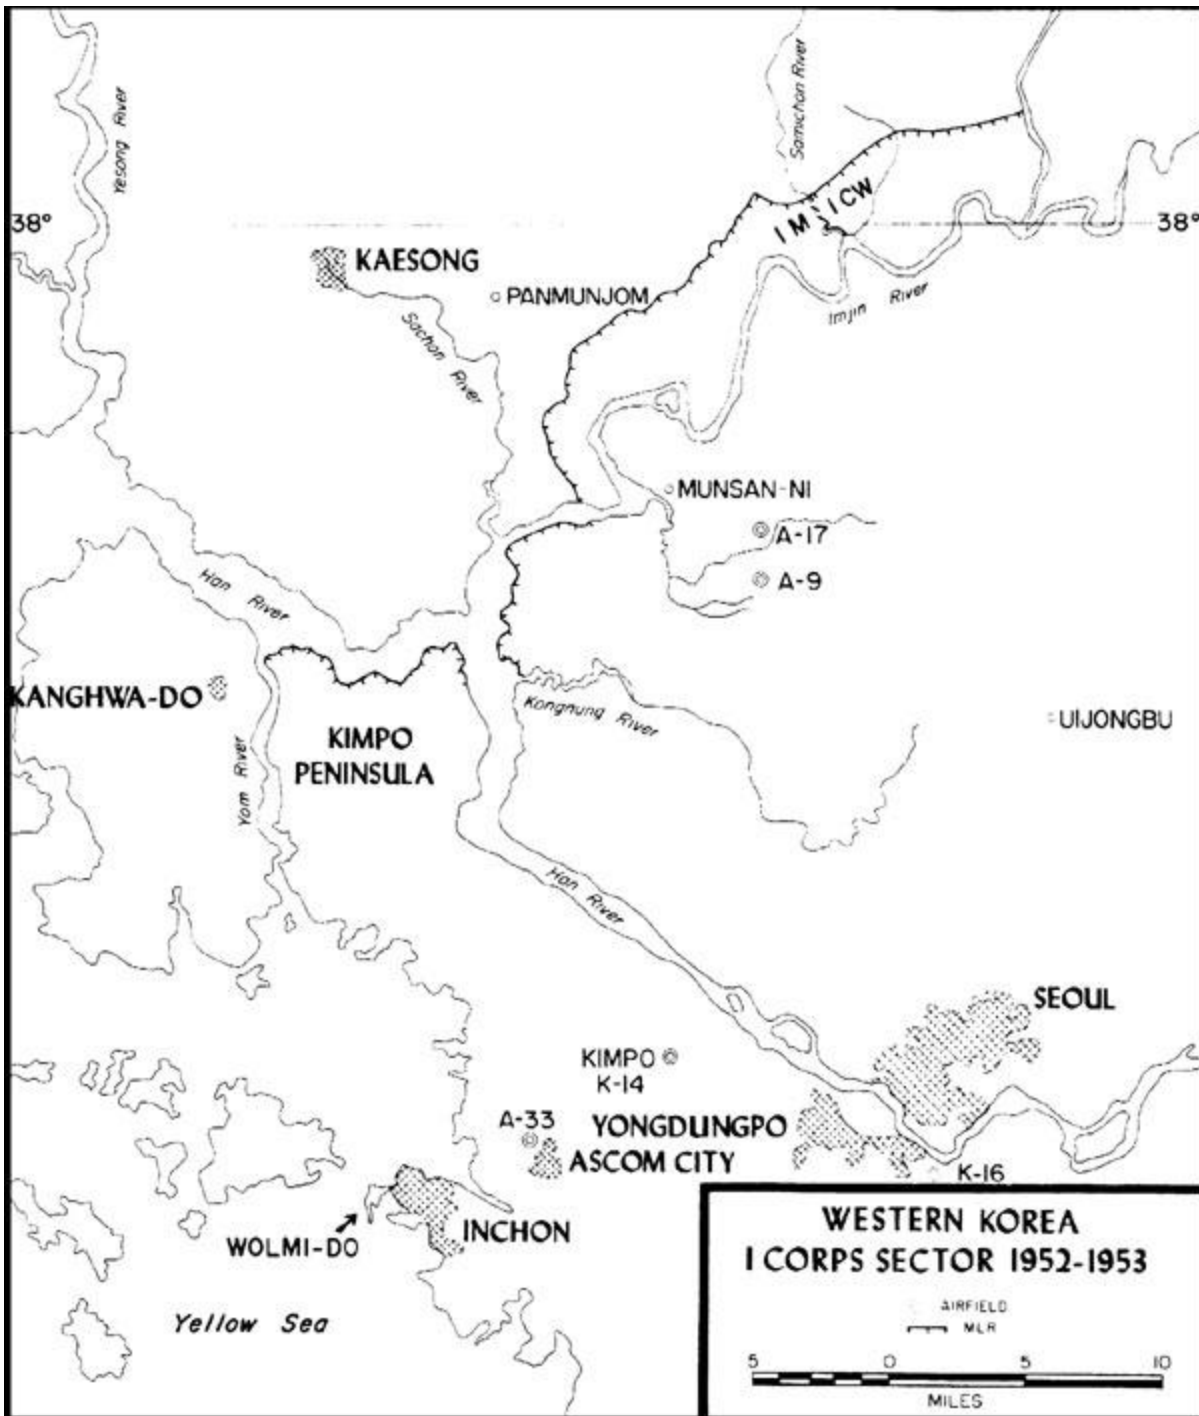 Yesong River
Samichon River
38°
I M
I CW
38°
KAESONG
PANMUNJOM
Imjin River
Sachon River
MUNSAN-NI
A-17
A-9
Han River
KANGHWA-DO
Kongnung River
UIJONGBU
KIMPO
PENINSULA
Yom River
Han River
SEOUL
KIMPO
K-14
A-33
YONGDUNGPO
ASCOM CITY
K-16
WOLMI-DO
INCHON
Yellow Sea
WESTERN KOREA
I CORPS SECTOR 1952-1953
AIRFIELD
MLR
5 0 5 10
MILES